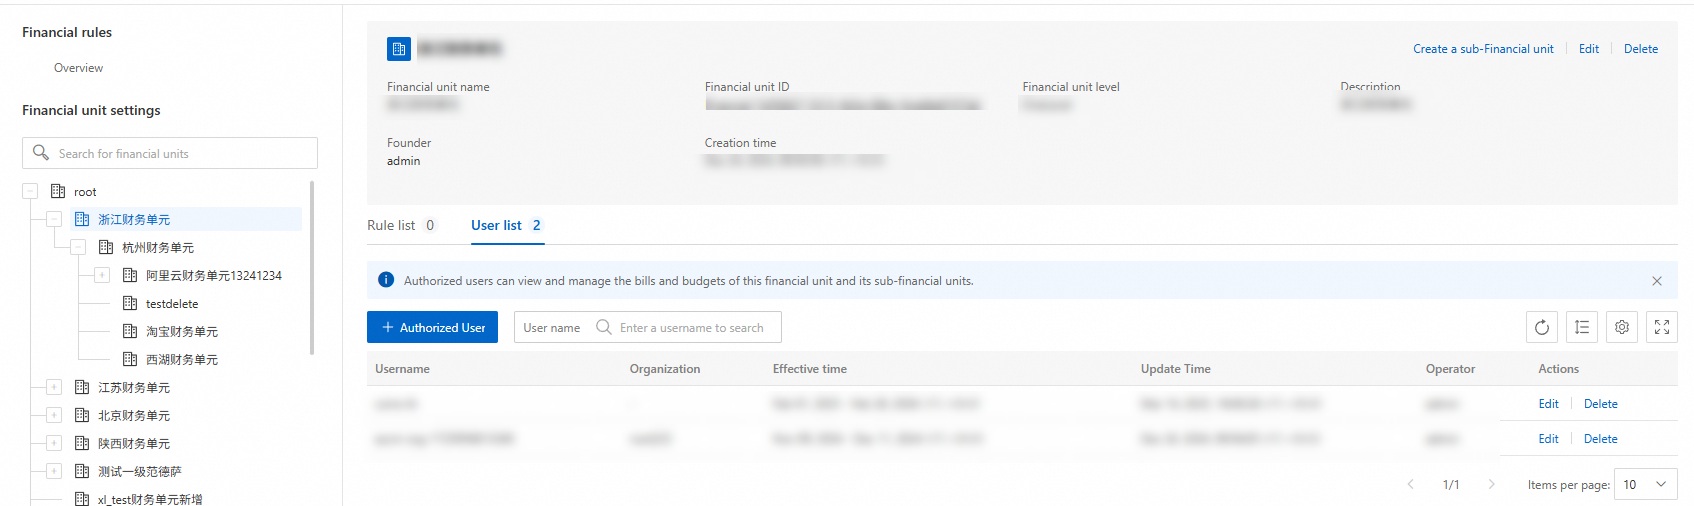 Financial rules
Overview
Financial unit settings
Search for financial units
root
浙江财务单元
杭州财务单元
阿里云财务单元13241234
testdelete
淘宝财务单元
西湖财务单元
江苏财务单元
北京财务单元
陕西财务单元
测试一级范德萨
xl_test财务单元新增
Create a sub-Financial unit Edit Delete
Financial unit name Financial unit ID Financial unit level Description
Founder Creation time
admin
Rule list 0 User list 2
Authorized users can view and manage the bills and budgets of this financial unit and its sub-financial units.
+ Authorized User User name Enter a username to search
Username Organization Effective time Update Time Operator Actions
Edit Delete
Edit Delete
1/1 Items per page: 10